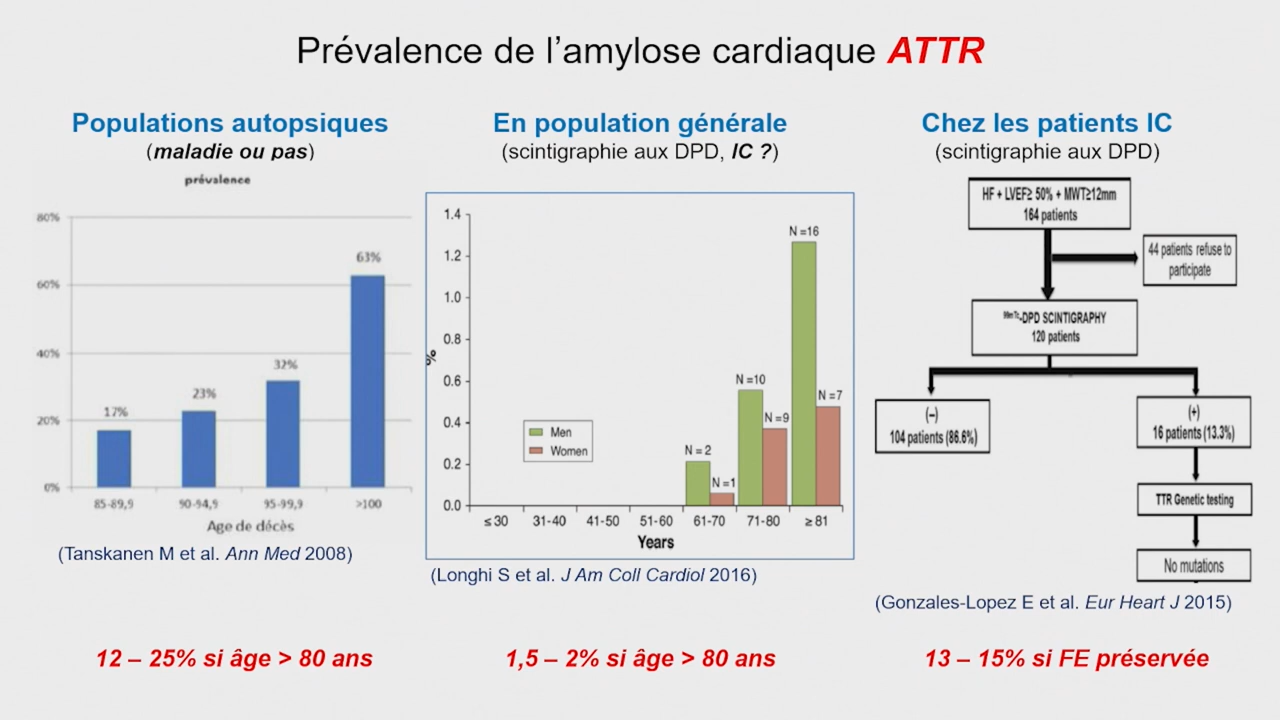 Prévalence de l’amylose cardiaque ATTR
Populations autopsiques
(maladie ou pas)
prévalence
80%
60%
40%
20%
0%
17%
23%
32%
63%
85-89,9
90-94,9
95-99,9
>100
Age de décès
(Tanskanen M et al. Ann Med 2008)
12 – 25% si âge > 80 ans
En population générale
(scintigraphie aux DPD, IC ?)
%
1.4
1.2
1.0
0.8
0.6
0.4
0.2
0.0
Men
Women
N = 2
N =1
N =10
N =9
N =16
N =7
≤ 30
31-40
41-50
51-60
61-70
71-80
≥ 81
Years
(Longhi S et al. J Am Coll Cardiol 2016)
1,5 – 2% si âge > 80 ans
Chez les patients IC
(scintigraphie aux DPD)
HF + LVEF≥ 50% + MWT≥12mm
164 patients
44 patients refuse to
participate
99mTc-DPD SCINTIGRAPHY
120 patients
(–)
104 patients (86.6%)
(+)
16 patients (13.3%)
TTR Genetic testing
No mutations
(Gonzales-Lopez E et al. Eur Heart J 2015)
13 – 15% si FE préservée